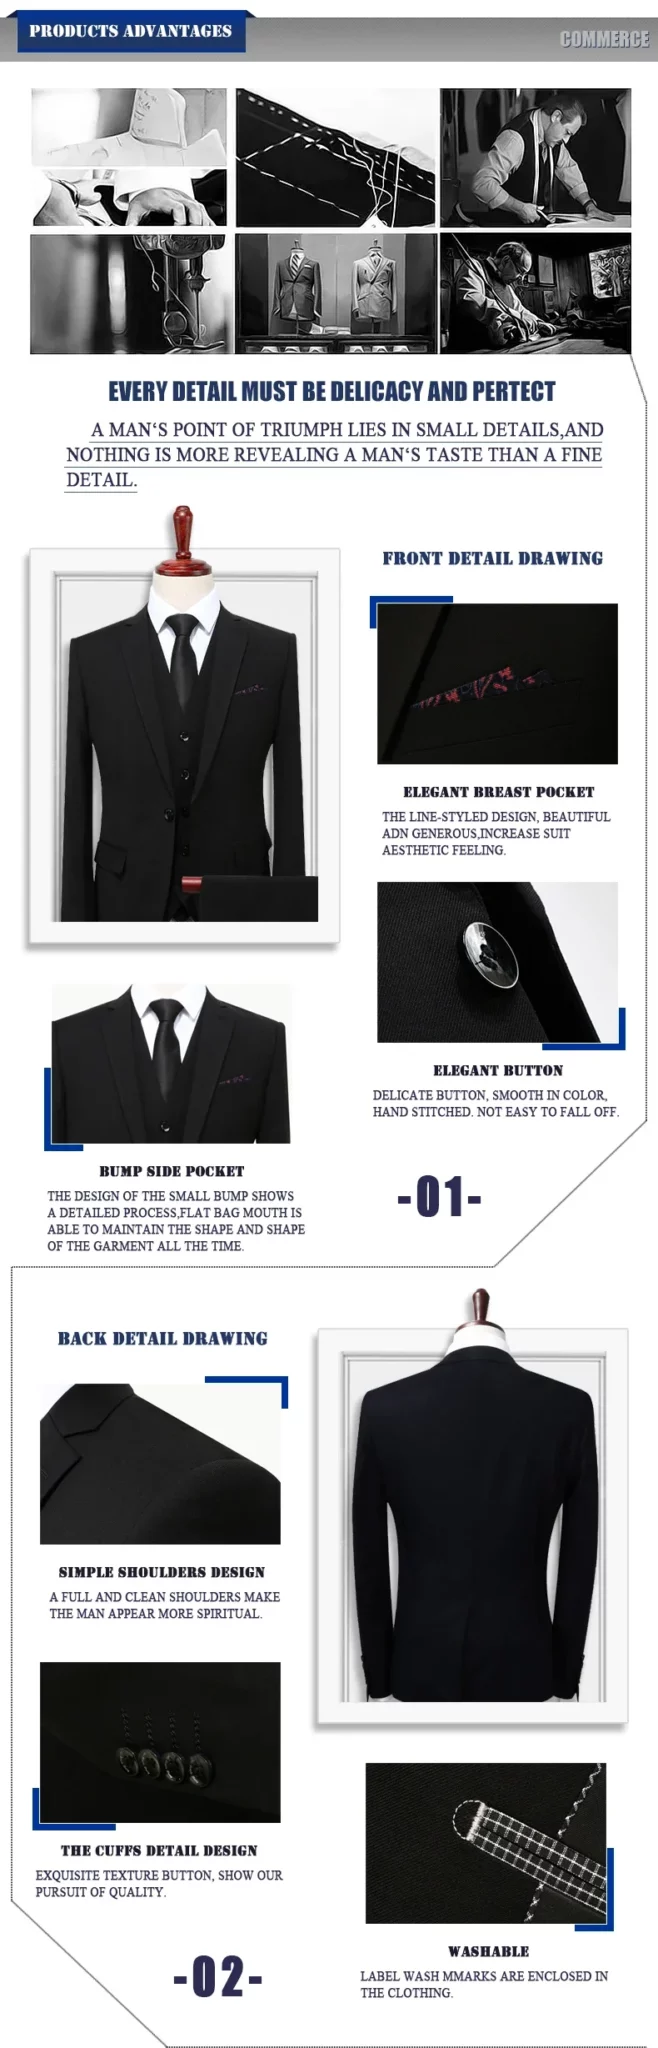 PRODUCTS ADVANTAGES
COMMERCE
EVERY DETAIL MUST BE DELICACY AND PERTECT
A MAN‘S POINT OF TRIUMPH LIES IN SMALL DETAILS,AND
NOTHING IS MORE REVEALING A MAN‘S TASTE THAN A FINE
DETAIL.
FRONT DETAIL DRAWING
ELEGANT BREAST POCKET
THE LINE-STYLED DESIGN, BEAUTIFUL
ADN GENEROUS,INCREASE SUIT
AESTHETIC FEELING.
ELEGANT BUTTON
DELICATE BUTTON, SMOOTH IN COLOR,
HAND STITCHED. NOT EASY TO FALL OFF.
BUMP SIDE POCKET
THE DESIGN OF THE SMALL BUMP SHOWS
A DETAILED PROCESS,FLAT BAG MOUTH IS
ABLE TO MAINTAIN THE SHAPE AND SHAPE
OF THE GARMENT ALL THE TIME.
-01-
BACK DETAIL DRAWING
SIMPLE SHOULDERS DESIGN
A FULL AND CLEAN SHOULDERS MAKE
THE MAN APPEAR MORE SPIRITUAL.
THE CUFFS DETAIL DESIGN
EXQUISITE TEXTURE BUTTON, SHOW OUR
PURSUIT OF QUALITY.
WASHABLE
LABEL WASH MMARKS ARE ENCLOSED IN
THE CLOTHING.
-02-